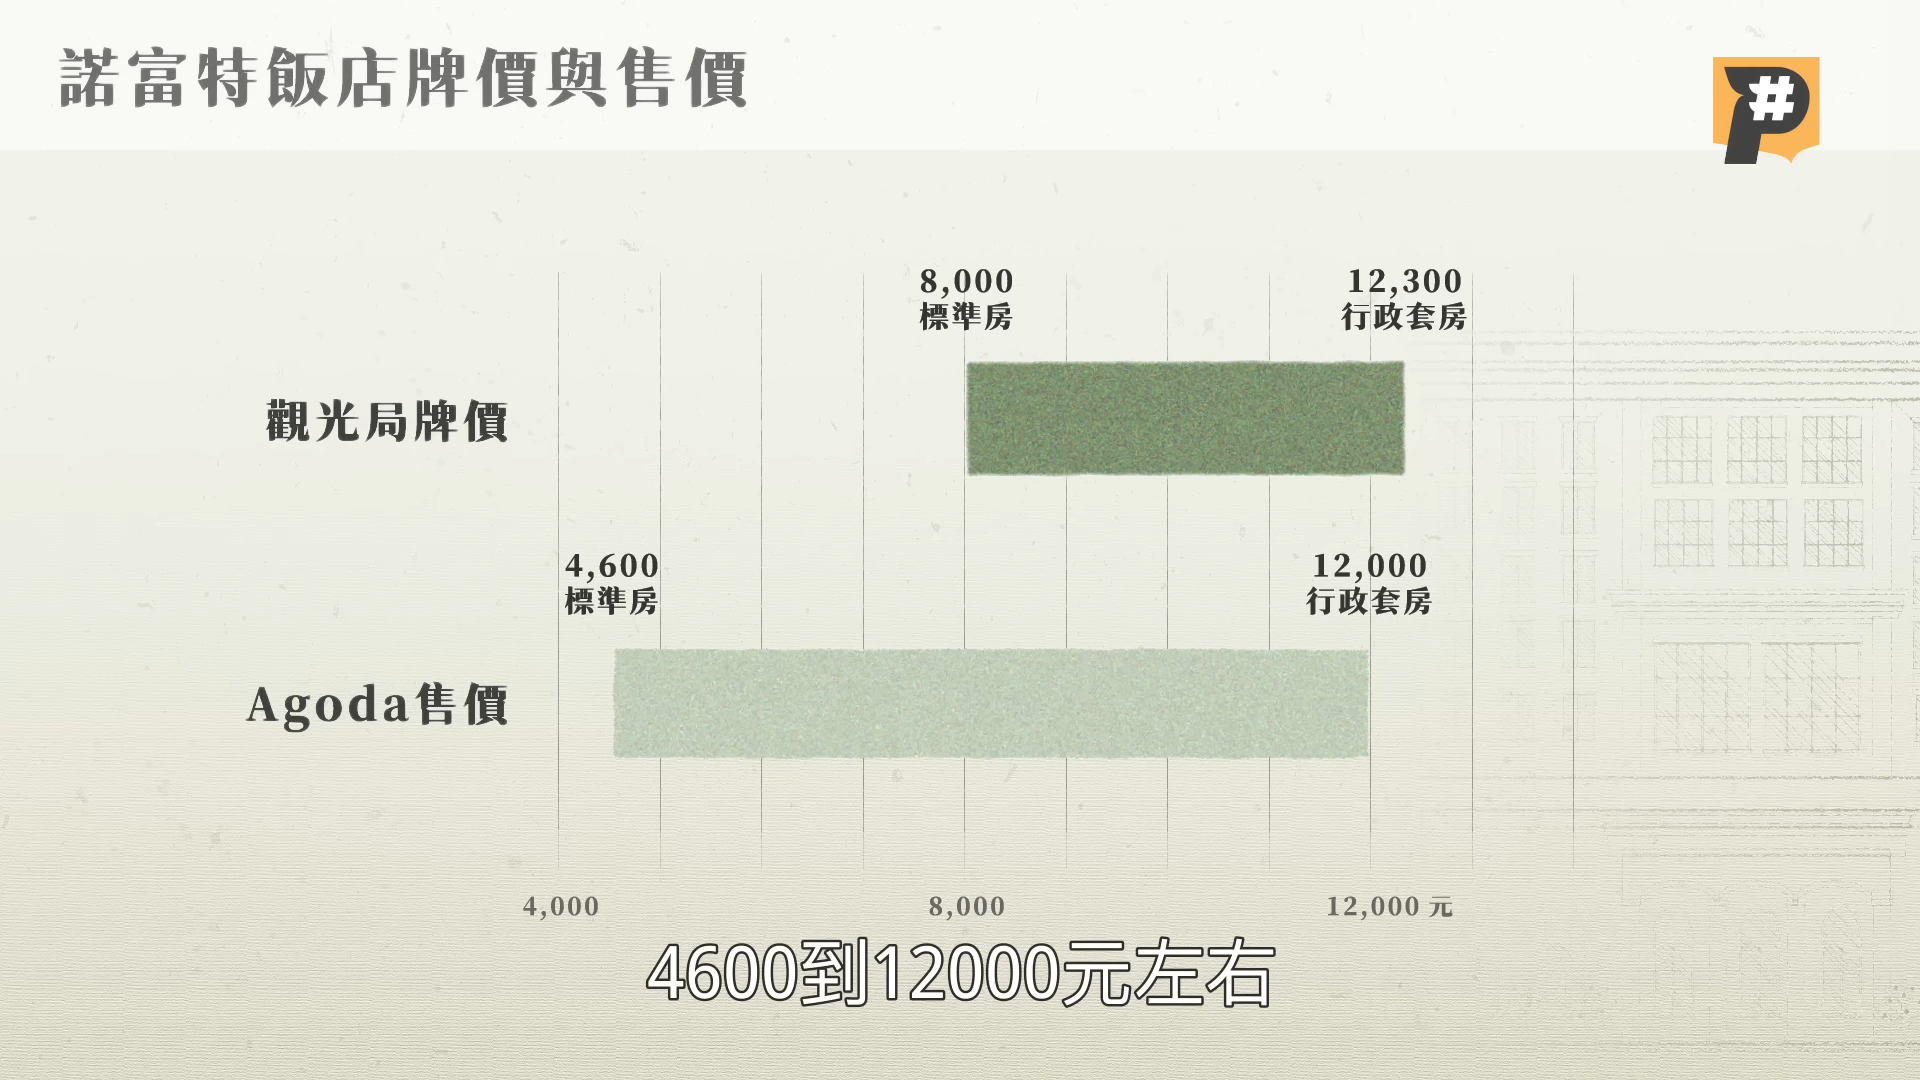 諾富特飯店牌價與售價
#
8,000
標準房
12,300
行政套房
觀光局牌價
4,600
標準房
12,000
行政套房
Agoda售價
4,000
8,000
12,000 元
4600到12000元左右